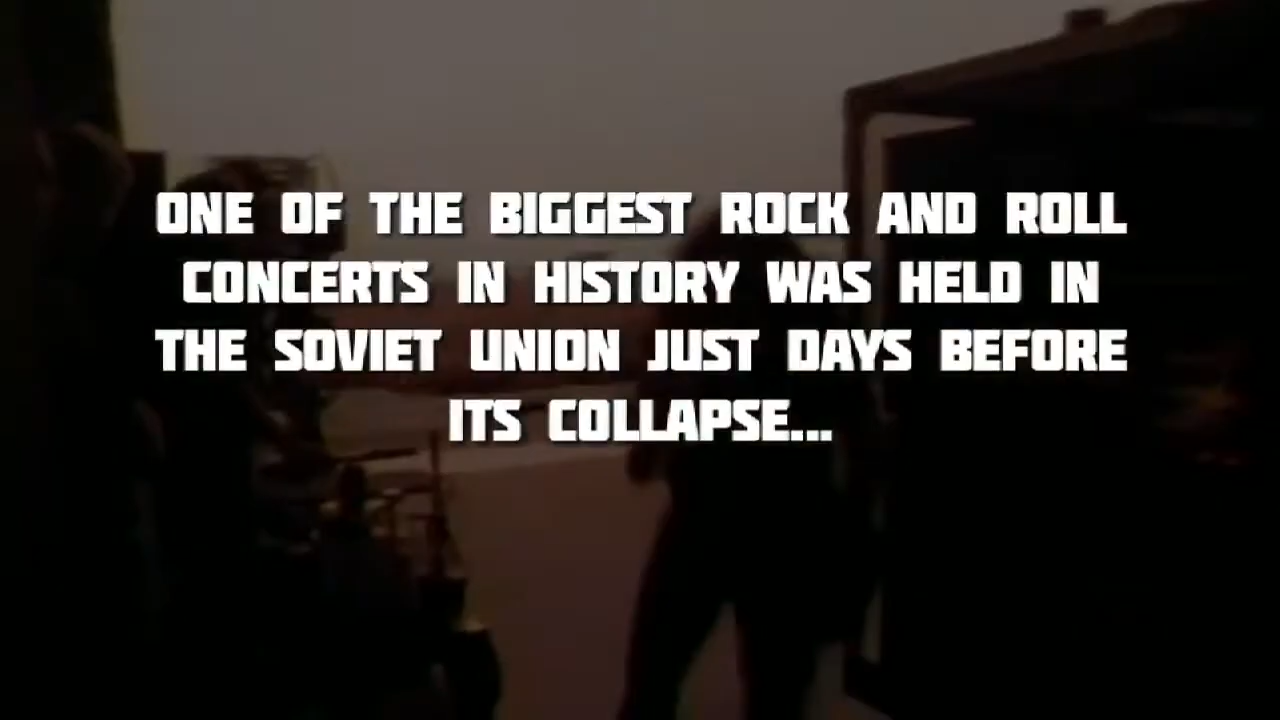 ONE OF THE BIGGEST ROCK AND ROLL
CONCERTS IN HISTORY WAS HELD IN
THE SOVIET UNION JUST DAYS BEFORE
ITS COLLAPSE...